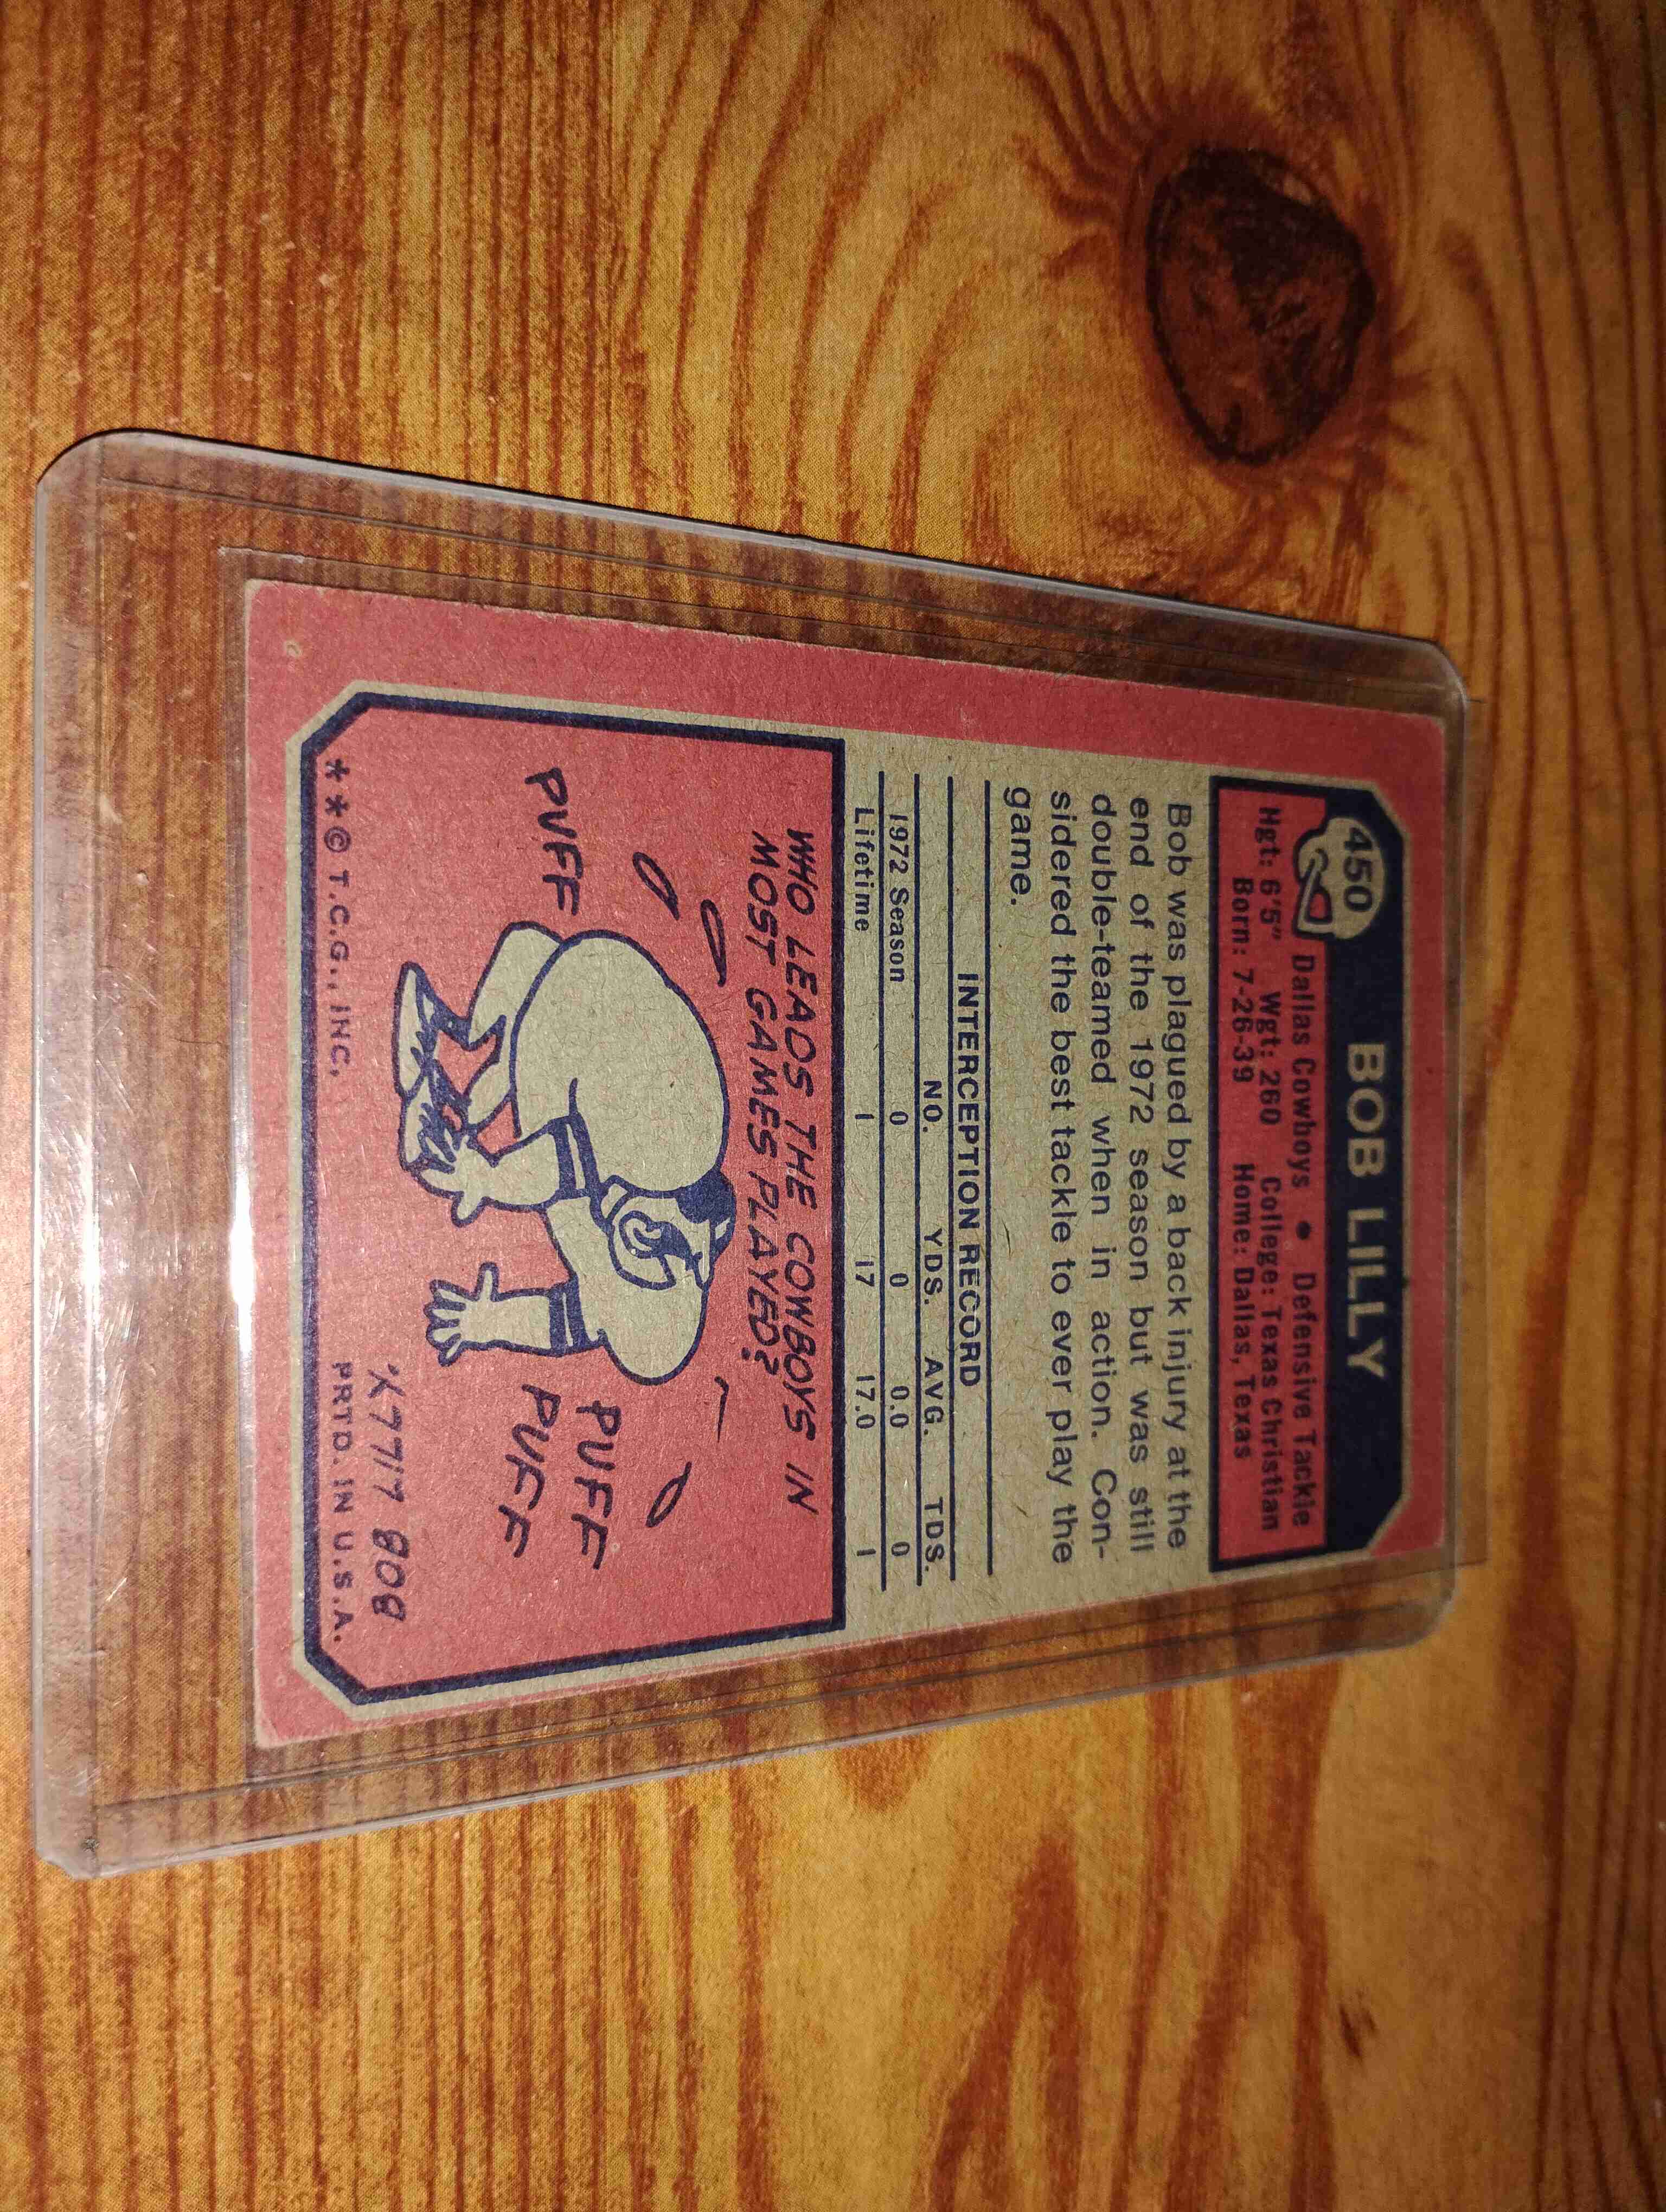 450
BOB LILLY
Dallas Cowboys • Defensive Tackle
Hgt: 6'5" Wgt: 260 College: Texas Christian
Born: 7-26-39 Home: Dallas, Texas
Bob was plagued by a back injury at the
end of the 1972 season but was still
double-teamed when in action. Con-
sidered the best tackle to ever play the
game.
INTERCEPTION RECORD
NO. YDS. AVG. TDS.
1972 Season 0 0 0.0 0
Lifetime 1 17 17.0 1
WHO LEADS THE COWBOYS IN
MOST GAMES PLAYED?
PUFF
PUFF
PUFF
BOB LILLY
**© T.C.G., INC.
PRTD. IN U.S.A.